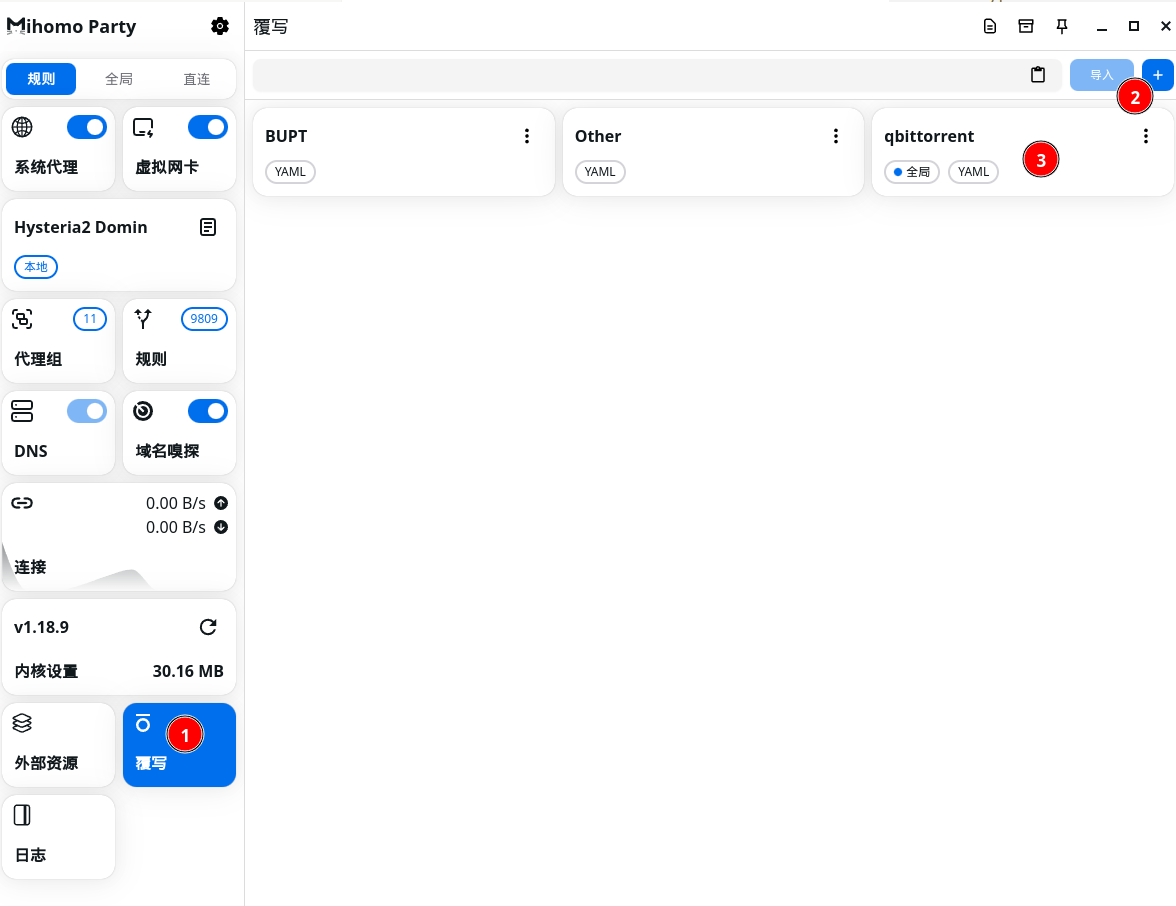 Mihomo Party
覆写
规则 全局 直连
导入
2
系统代理
虚拟网卡
BUPT
YAML
Other
YAML
qbittorrent
全局 YAML
3
Hysteria2 Domin
本地
11
代理组
9809
规则
DNS
域名嗅探
0.00 B/s
0.00 B/s
连接
v1.18.9
内核设置 30.16 MB
外部资源
1
覆写
日志